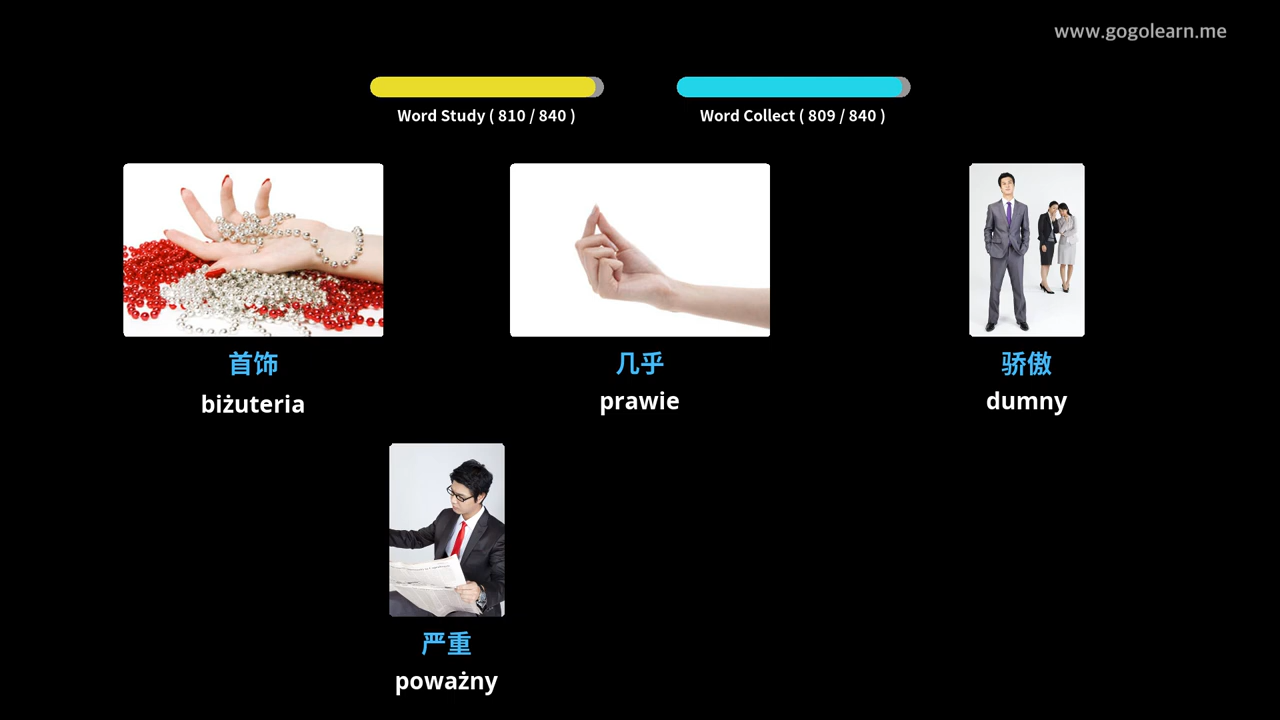 www.gogolearn.me
Word Study ( 810 / 840 )
Word Collect ( 809 / 840 )
首饰
biżuteria
几乎
prawie
骄傲
dumny
严重
poważny